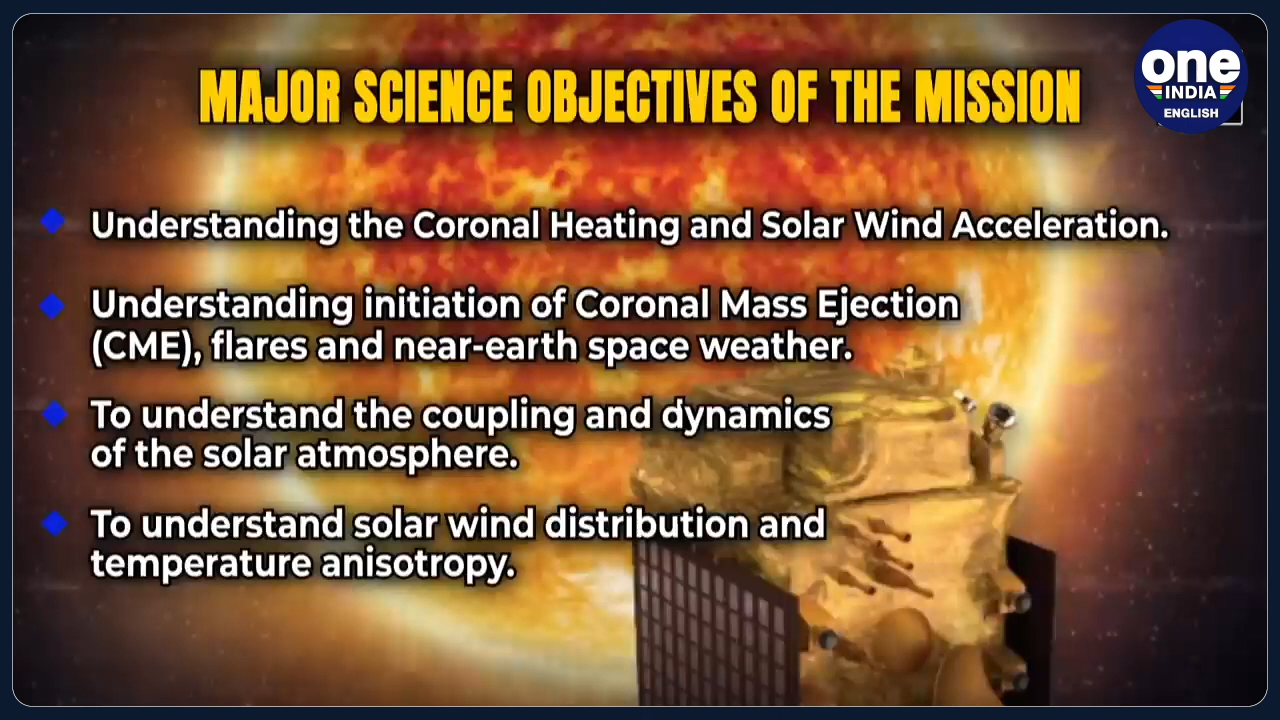 MAJOR SCIENCE OBJECTIVES OF THE MISSION
one
INDIA
ENGLISH
Understanding the Coronal Heating and Solar Wind Acceleration.
Understanding initiation of Coronal Mass Ejection
(CME), flares and near-earth space weather.
To understand the coupling and dynamics
of the solar atmosphere.
To understand solar wind distribution and
temperature anisotropy.